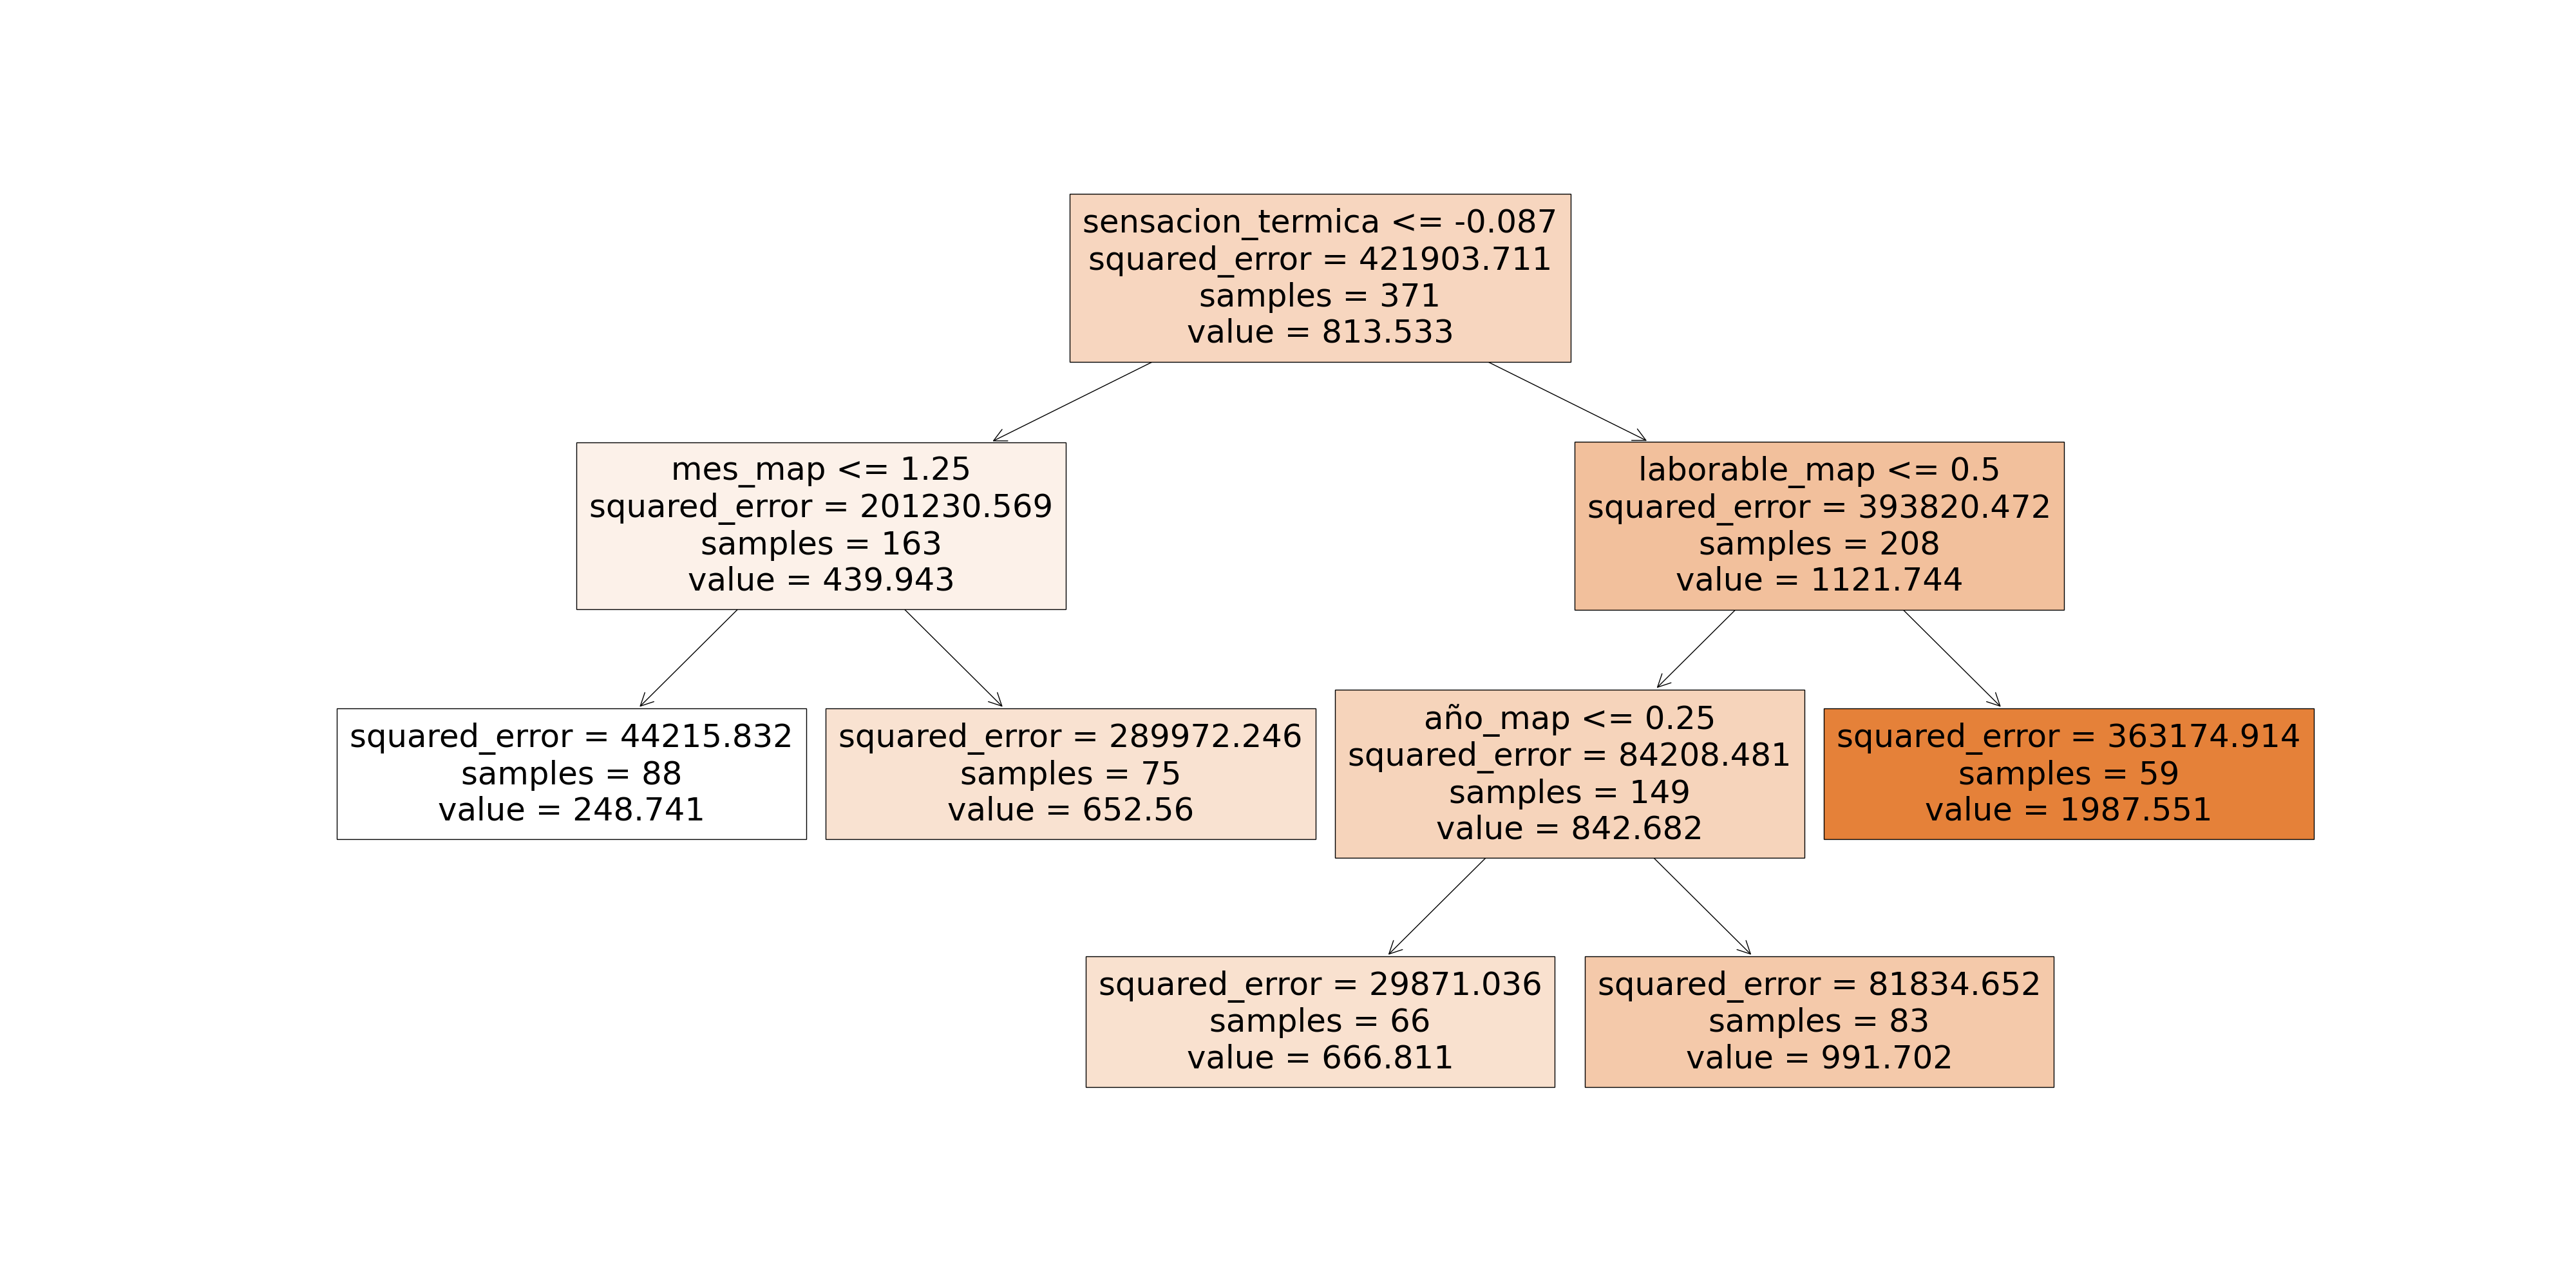 sensacion_termica <= -0.087
squared_error = 421903.711
samples = 371
value = 813.533
mes_map <= 1.25
squared_error = 201230.569
samples = 163
value = 439.943
laborable_map <= 0.5
squared_error = 393820.472
samples = 208
value = 1121.744
squared_error = 44215.832
samples = 88
value = 248.741
squared_error = 289972.246
samples = 75
value = 652.56
año_map <= 0.25
squared_error = 84208.481
samples = 149
value = 842.682
squared_error = 363174.914
samples = 59
value = 1987.551
squared_error = 29871.036
samples = 66
value = 666.811
squared_error = 81834.652
samples = 83
value = 991.702